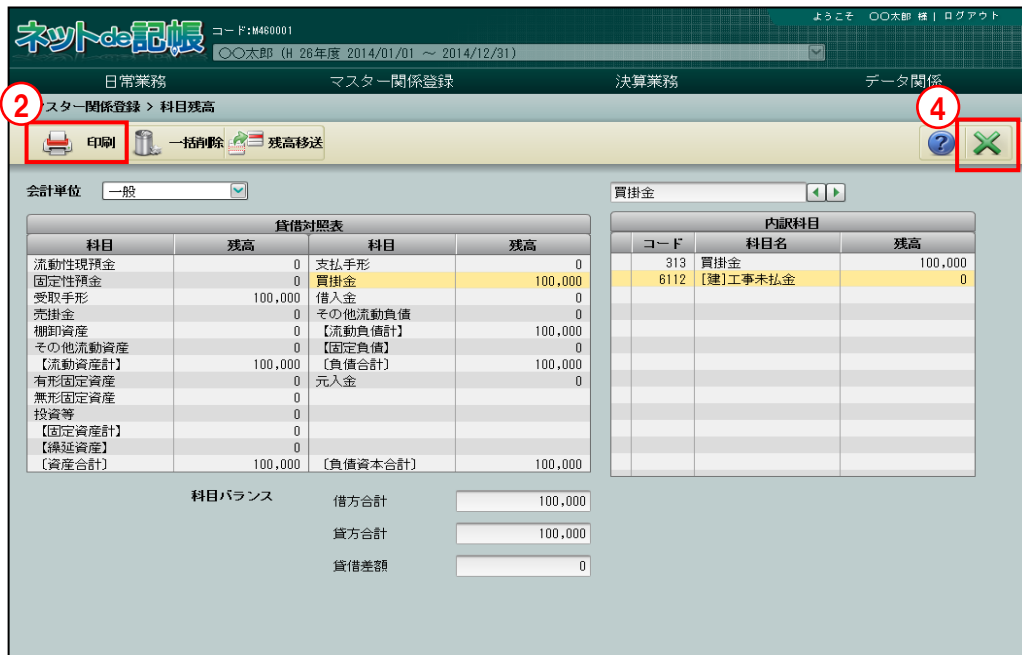 ようこそ 〇〇太郎 様 | ログアウト
ネットde記帳 コード:M460001
〇〇太郎 (H 26年度 2014/01/01 ～ 2014/12/31)
日常業務 マスター関係登録 決算業務 データ関係
② スター関係登録 > 科目残高 ④
印刷 一括削除 残高移送 ?
会計単位 一般 買掛金
貸借対照表 内訳科目
科目 残高 科目 残高 コード 科目名 残高
流動性現預金 0 支払手形 0 313 買掛金 100,000
固定性預金 0 買掛金 100,000 6112 [建]工事未払金 0
受取手形 100,000 借入金 0
売掛金 0 その他流動負債 0
棚卸資産 0 【流動負債計】 100,000
その他流動資産 0 【固定負債】 0
【流動資産計】 100,000 〔負債合計〕 100,000
有形固定資産 0 元入金 0
無形固定資産 0
投資等 0
【固定資産計】 0
【繰延資産】 0
〔資産合計〕 100,000 〔負債資本合計〕 100,000
科目バランス 借方合計 100,000
貸方合計 100,000
貸借差額 0